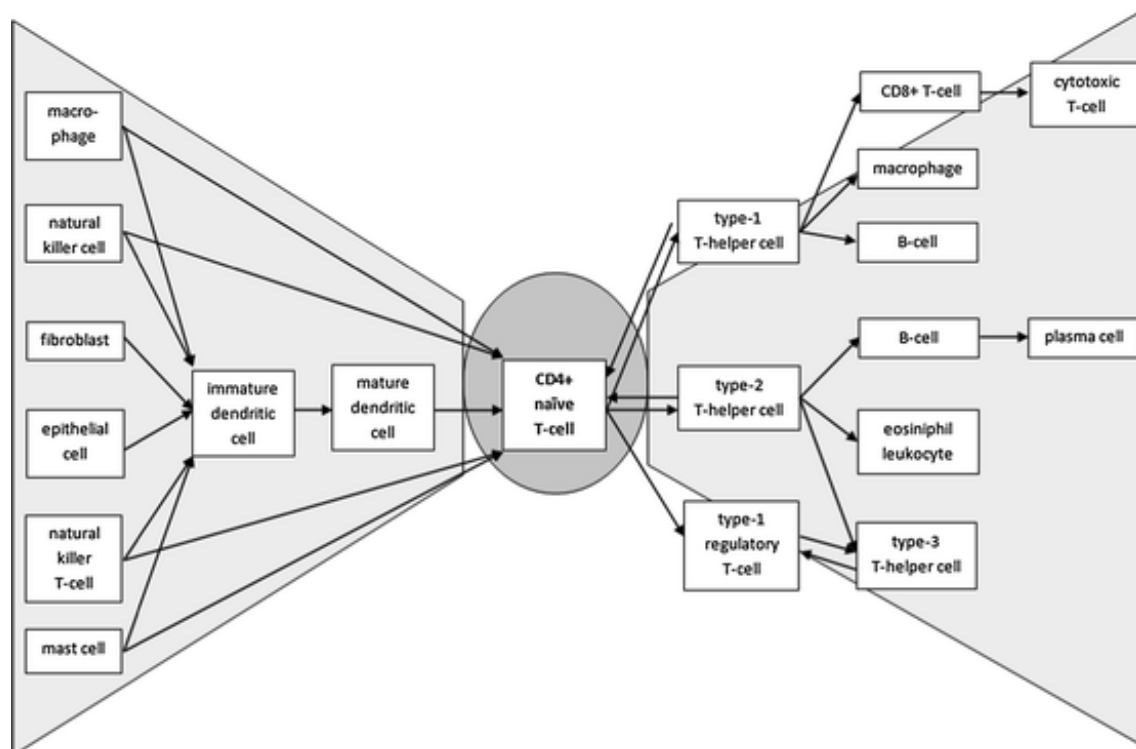 macro-
phage
natural
killer cell
fibroblast
epithelial
cell
natural
killer
T-cell
mast cell
immature
dendritic
cell
mature
dendritic
cell
CD4+
naïve
T-cell
type-1
T-helper cell
type-2
T-helper cell
type-1
regulatory
T-cell
CD8+ T-cell
macrophage
B-cell
B-cell
eosiniphil
leukocyte
type-3
T-helper cell
cytotoxic
T-cell
plasma cell